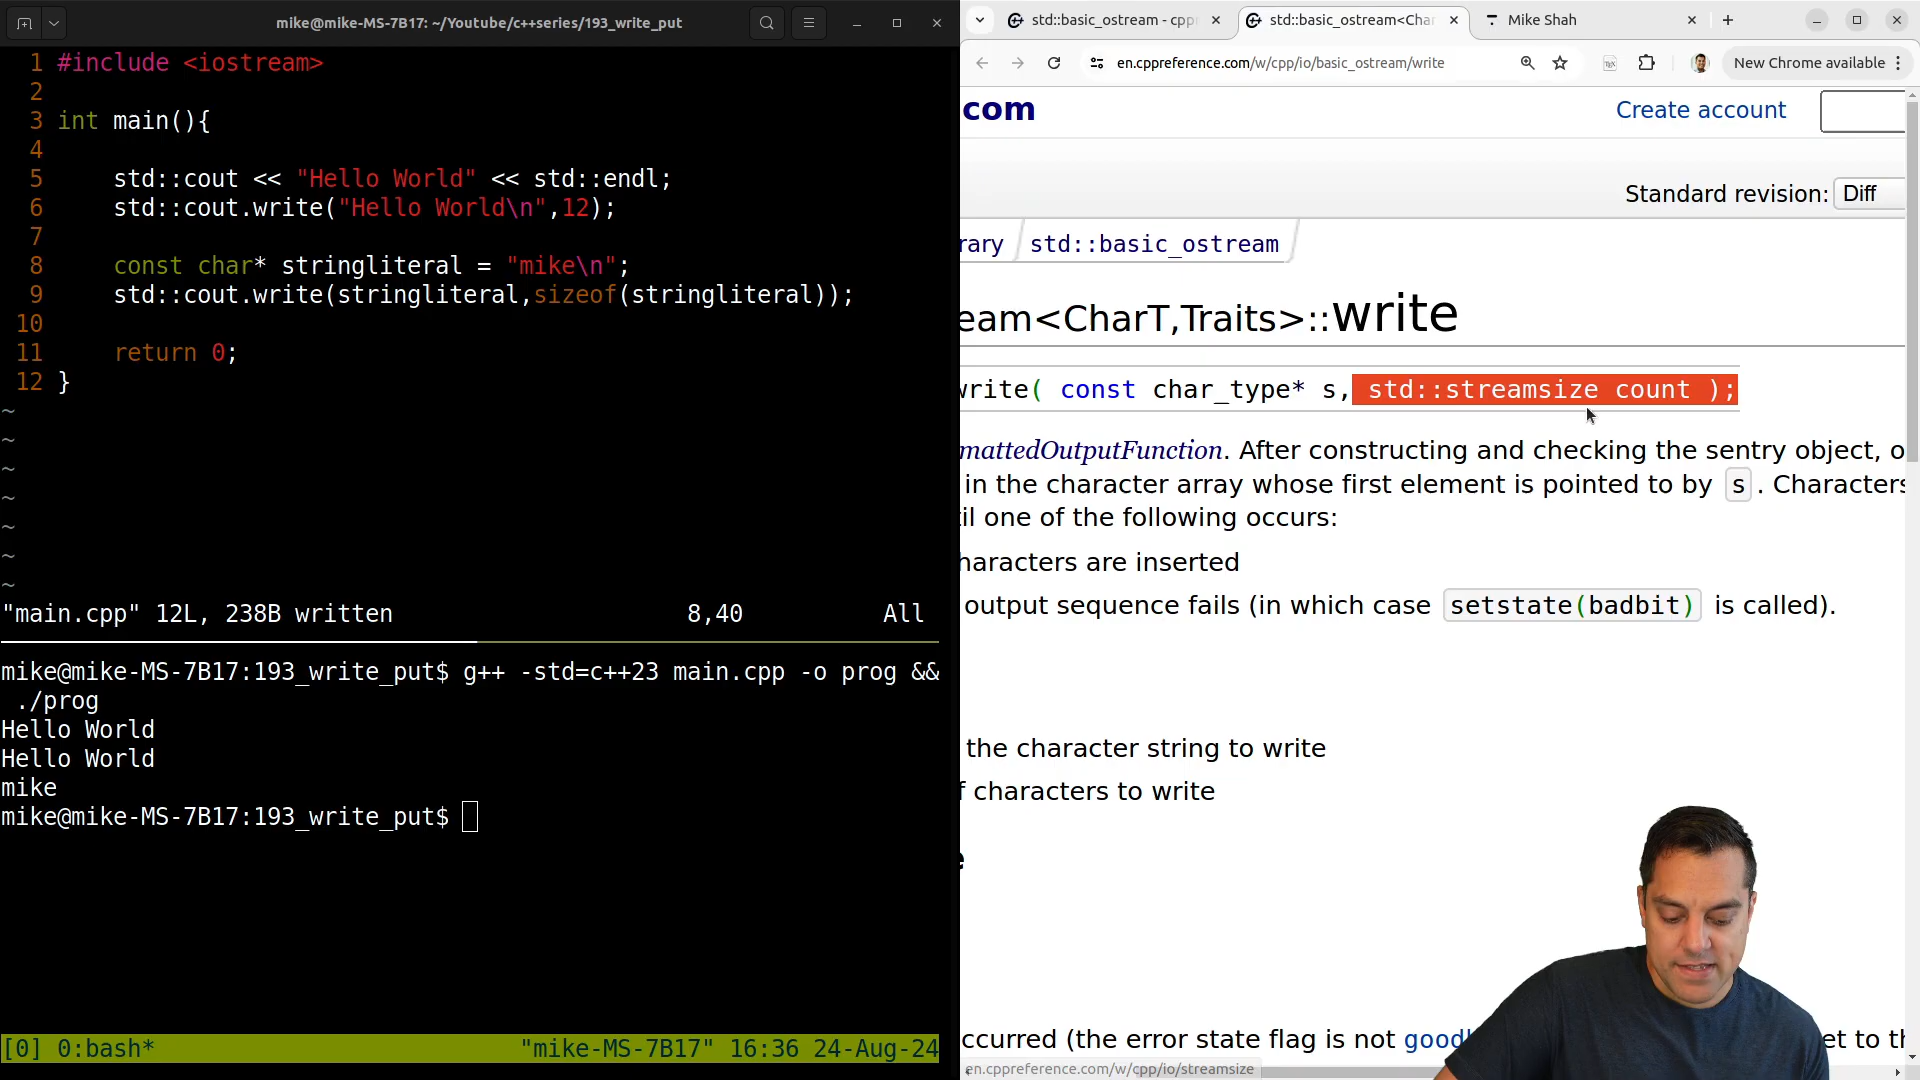 mike@mike-MS-7B17: ~/Youtube/c++series/193_write_put
1 #include <iostream>
2
3 int main(){
4
5 std::cout << "Hello World" << std::endl;
6 std::cout.write("Hello World\n",12);
7
8 const char* stringliteral = "mike\n";
9 std::cout.write(stringliteral,sizeof(stringliteral));
10
11 return 0;
12 }
~
~
~
~
~
~
~
"main.cpp" 12L, 238B written 8,40 All
mike@mike-MS-7B17:193_write_put$ g++ -std=c++23 main.cpp -o prog &&
./prog
Hello World
Hello World
mike
mike@mike-MS-7B17:193_write_put$
[0] 0:bash* "mike-MS-7B17" 16:36 24-Aug-24
std::basic_ostream - cpp
std::basic_ostream<Char
Mike Shah
en.cppreference.com/w/cpp/io/basic_ostream/write
New Chrome available
com
Create account
Standard revision: Diff
rary std::basic_ostream
eam<CharT,Traits>::write
write( const char_type* s, std::streamsize count );
mattedOutputFunction. After constructing and checking the sentry object, o
in the character array whose first element is pointed to by s . Characters
til one of the following occurs:
haracters are inserted
output sequence fails (in which case setstate(badbit) is called).
the character string to write
f characters to write
e
ccurred (the error state flag is not good et to th
en.cppreference.com/w/cpp/io/streamsize